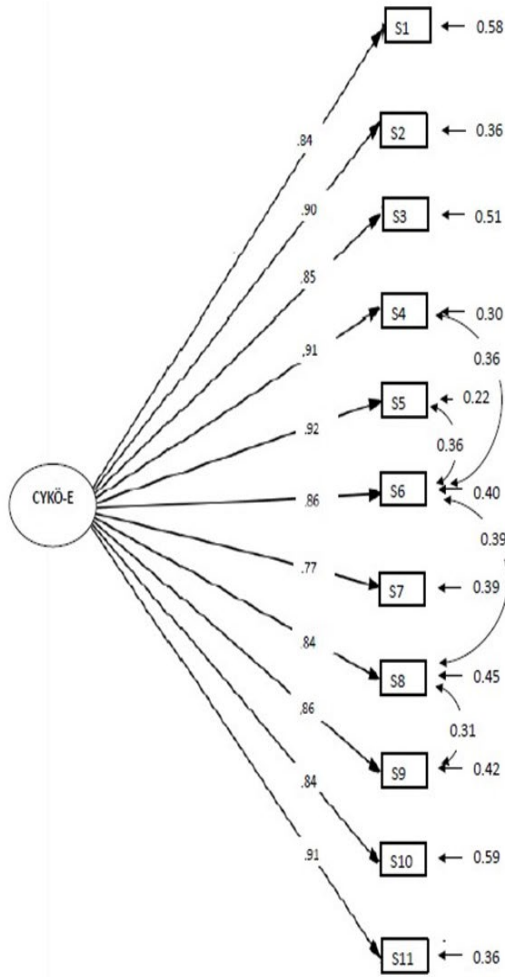 S1 0.58
.84
S2 0.36
.90
S3 0.51
.85
S4 0.30
.91
0.36
S5 0.22
.92
0.36
CYKÖ-E
S6 0.40
.86
0.39
.77
S7 0.39
.84
S8 0.45
.86
0.31
S9 0.42
.84
S10 0.59
.91
S11 0.36